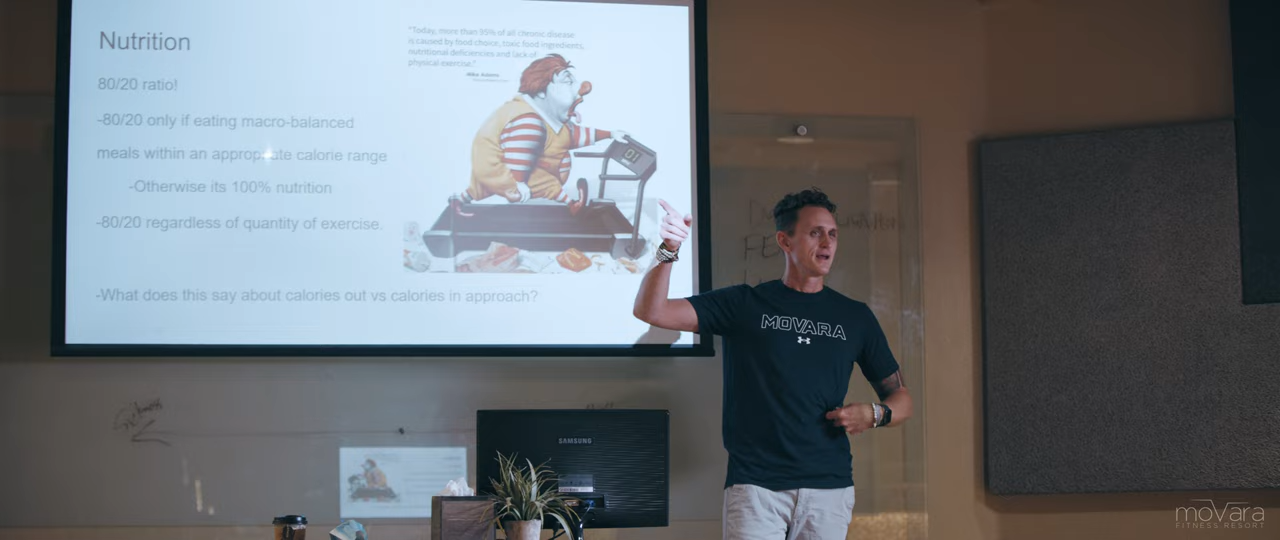 Nutrition
80/20 ratio!
-80/20 only if eating macro-balanced
meals within an appropriate calorie range
-Otherwise its 100% nutrition
-80/20 regardless of quantity of exercise.
-What does this say about calories out vs calories in approach?
"Today, more than 95% of all chronic disease
is caused by food choice, toxic food ingredients,
nutritional deficiencies and lack of
physical exercise."
-Mike Adams
01
MOVARA
SAMSUNG
movara
FITNESS RESORT